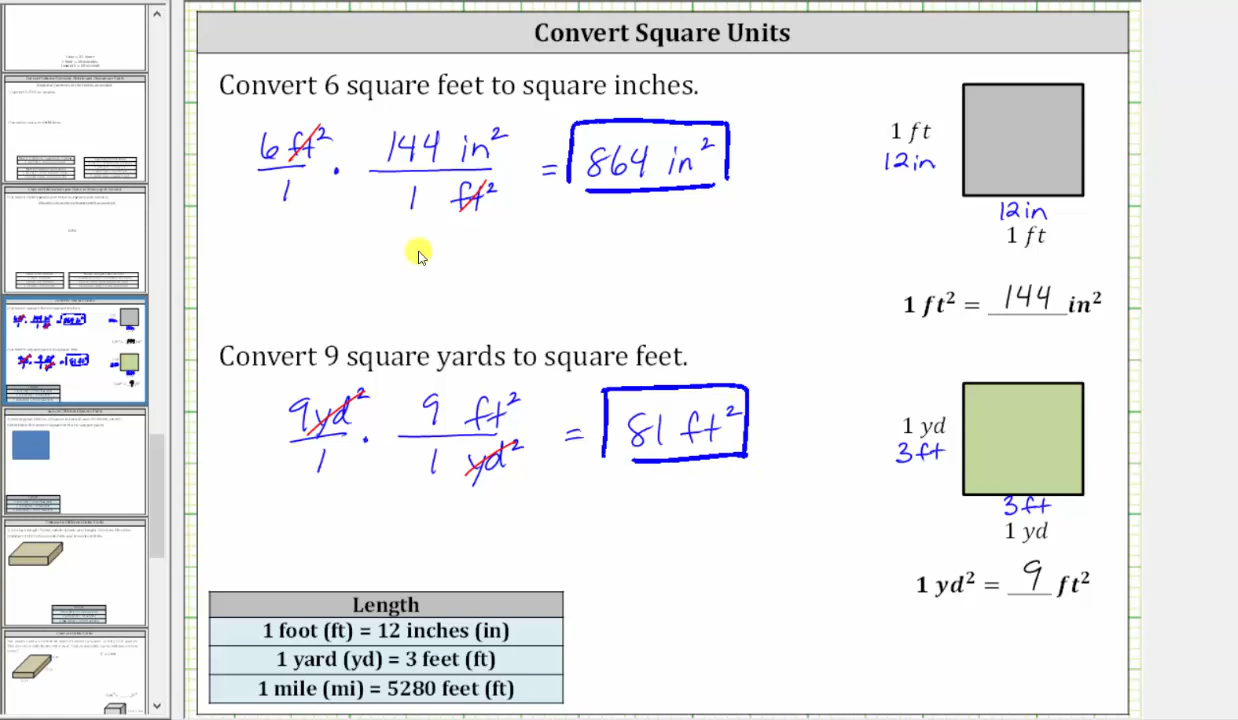 Convert Square Units
Convert 6 square feet to square inches.
6 ft² / 1 · 144 in² / 1 ft² = 864 in²
1 ft
12in
12in
1 ft
1 ft² = 144 in²
Convert 9 square yards to square feet.
9yd² / 1 · 9 ft² / 1 yd² = 81 ft²
1 yd
3ft
3ft
1 yd
1 yd² = 9 ft²
Length
1 foot (ft) = 12 inches (in)
1 yard (yd) = 3 feet (ft)
1 mile (mi) = 5280 feet (ft)